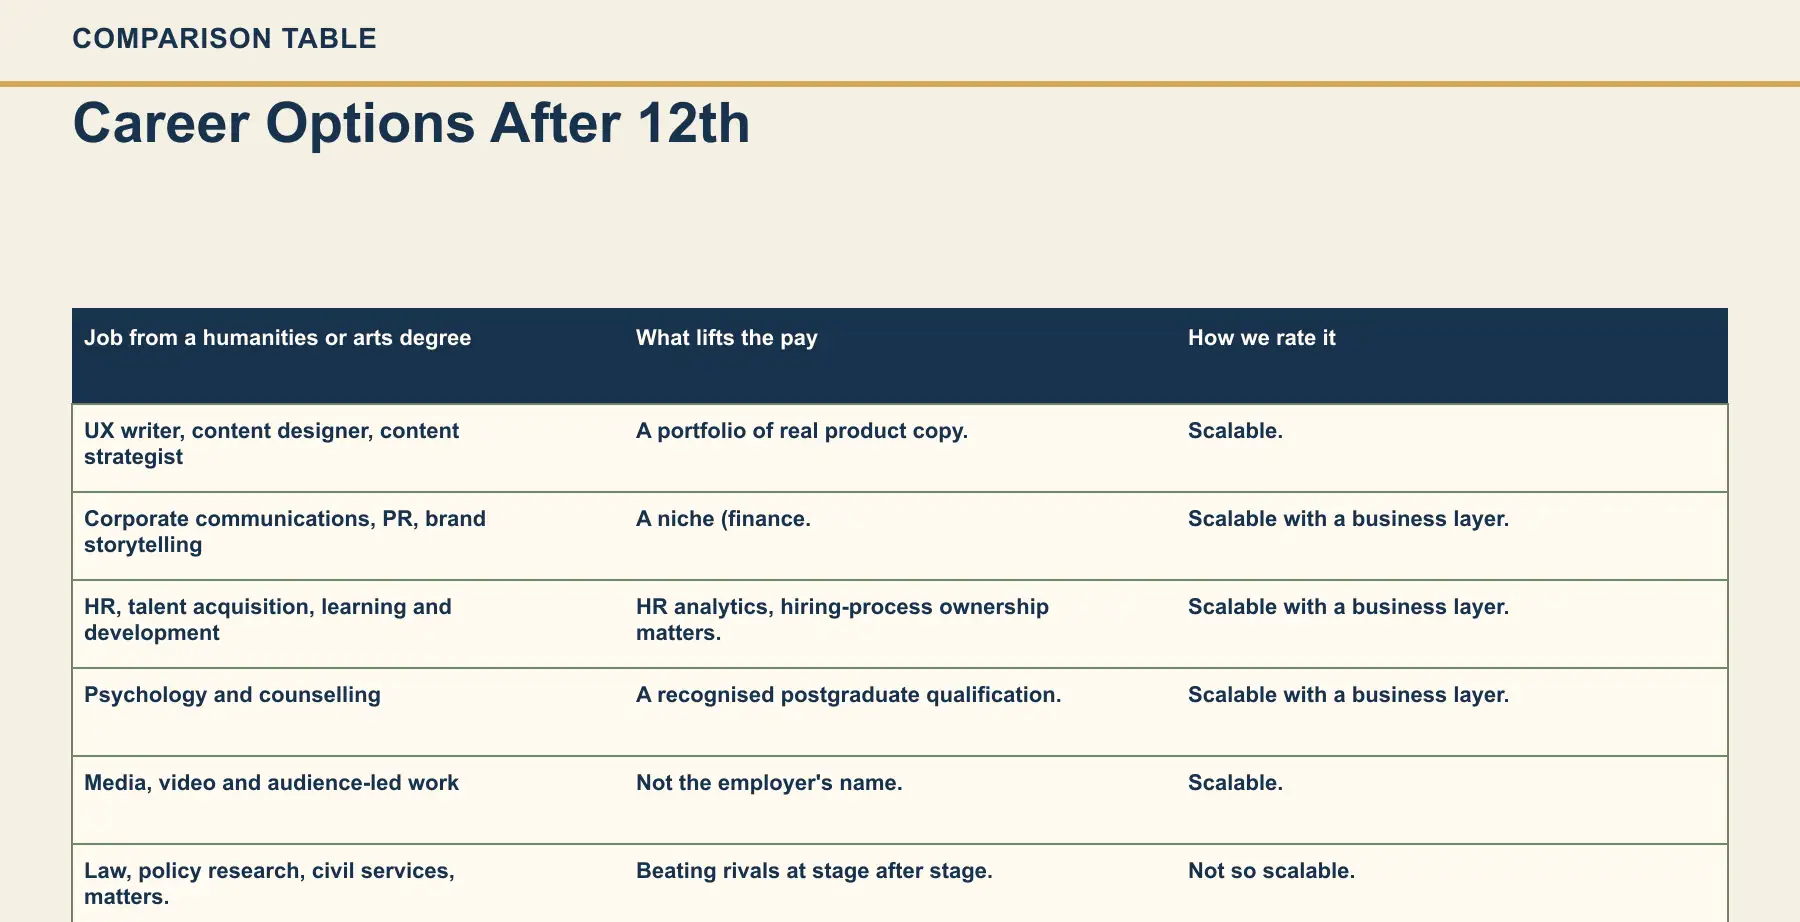 COMPARISON TABLE
Career Options After 12th
Job from a humanities or arts degree
What lifts the pay
How we rate it
UX writer, content designer, content
strategist
A portfolio of real product copy.
Scalable.
Corporate communications, PR, brand
storytelling
A niche (finance.
Scalable with a business layer.
HR, talent acquisition, learning and
development
HR analytics, hiring-process ownership
matters.
Scalable with a business layer.
Psychology and counselling
A recognised postgraduate qualification.
Scalable with a business layer.
Media, video and audience-led work
Not the employer's name.
Scalable.
Law, policy research, civil services,
matters.
Beating rivals at stage after stage.
Not so scalable.